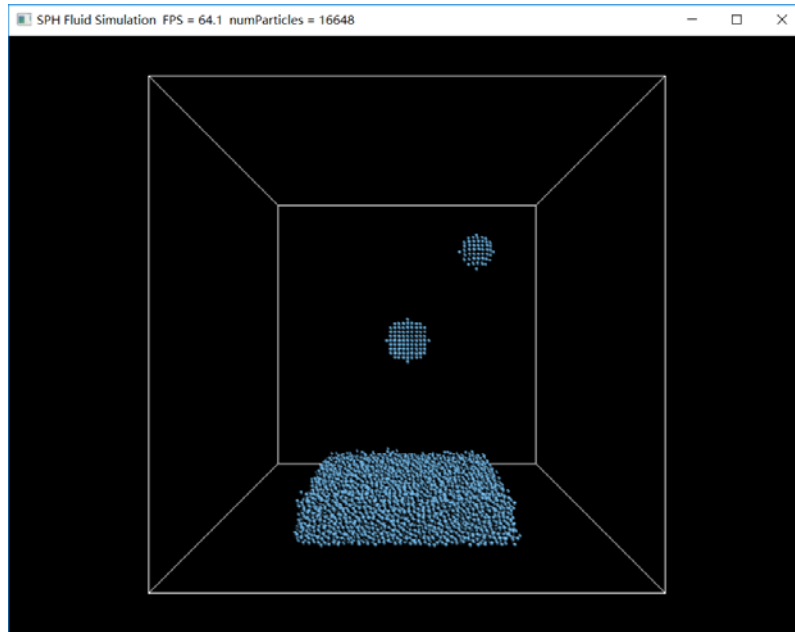 SPH Fluid Simulation FPS = 64.1 numParticles = 16648